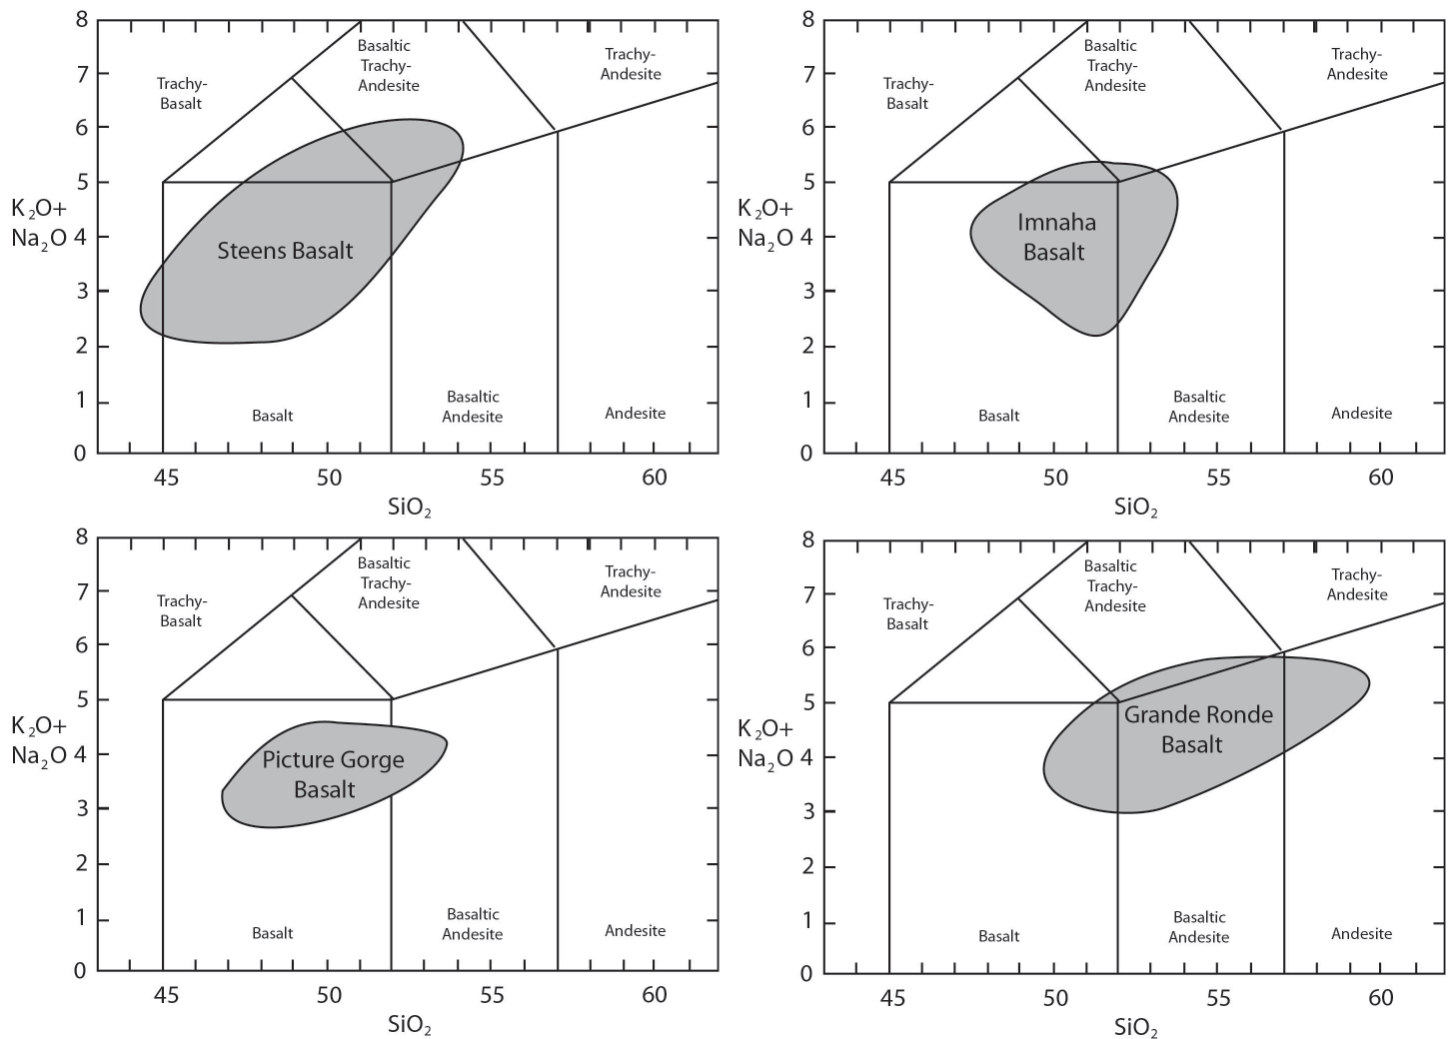 8
7
6
5
K₂O+
Na₂O 4
3
2
1
0
Trachy-
Basalt
Basaltic
Trachy-
Andesite
Trachy-
Andesite
Steens Basalt
Basalt
Basaltic
Andesite
Andesite
45 50 55 60
SiO₂
8
7
6
5
K₂O+
Na₂O 4
3
2
1
0
Trachy-
Basalt
Basaltic
Trachy-
Andesite
Trachy-
Andesite
Imnaha
Basalt
Basalt
Basaltic
Andesite
Andesite
45 50 55 60
SiO₂
8
7
6
5
K₂O+
Na₂O 4
3
2
1
0
Trachy-
Basalt
Basaltic
Trachy-
Andesite
Trachy-
Andesite
Picture Gorge
Basalt
Basalt
Basaltic
Andesite
Andesite
45 50 55 60
SiO₂
8
7
6
5
K₂O+
Na₂O 4
3
2
1
0
Trachy-
Basalt
Basaltic
Trachy-
Andesite
Trachy-
Andesite
Grande Ronde
Basalt
Basalt
Basaltic
Andesite
Andesite
45 50 55 60
SiO₂